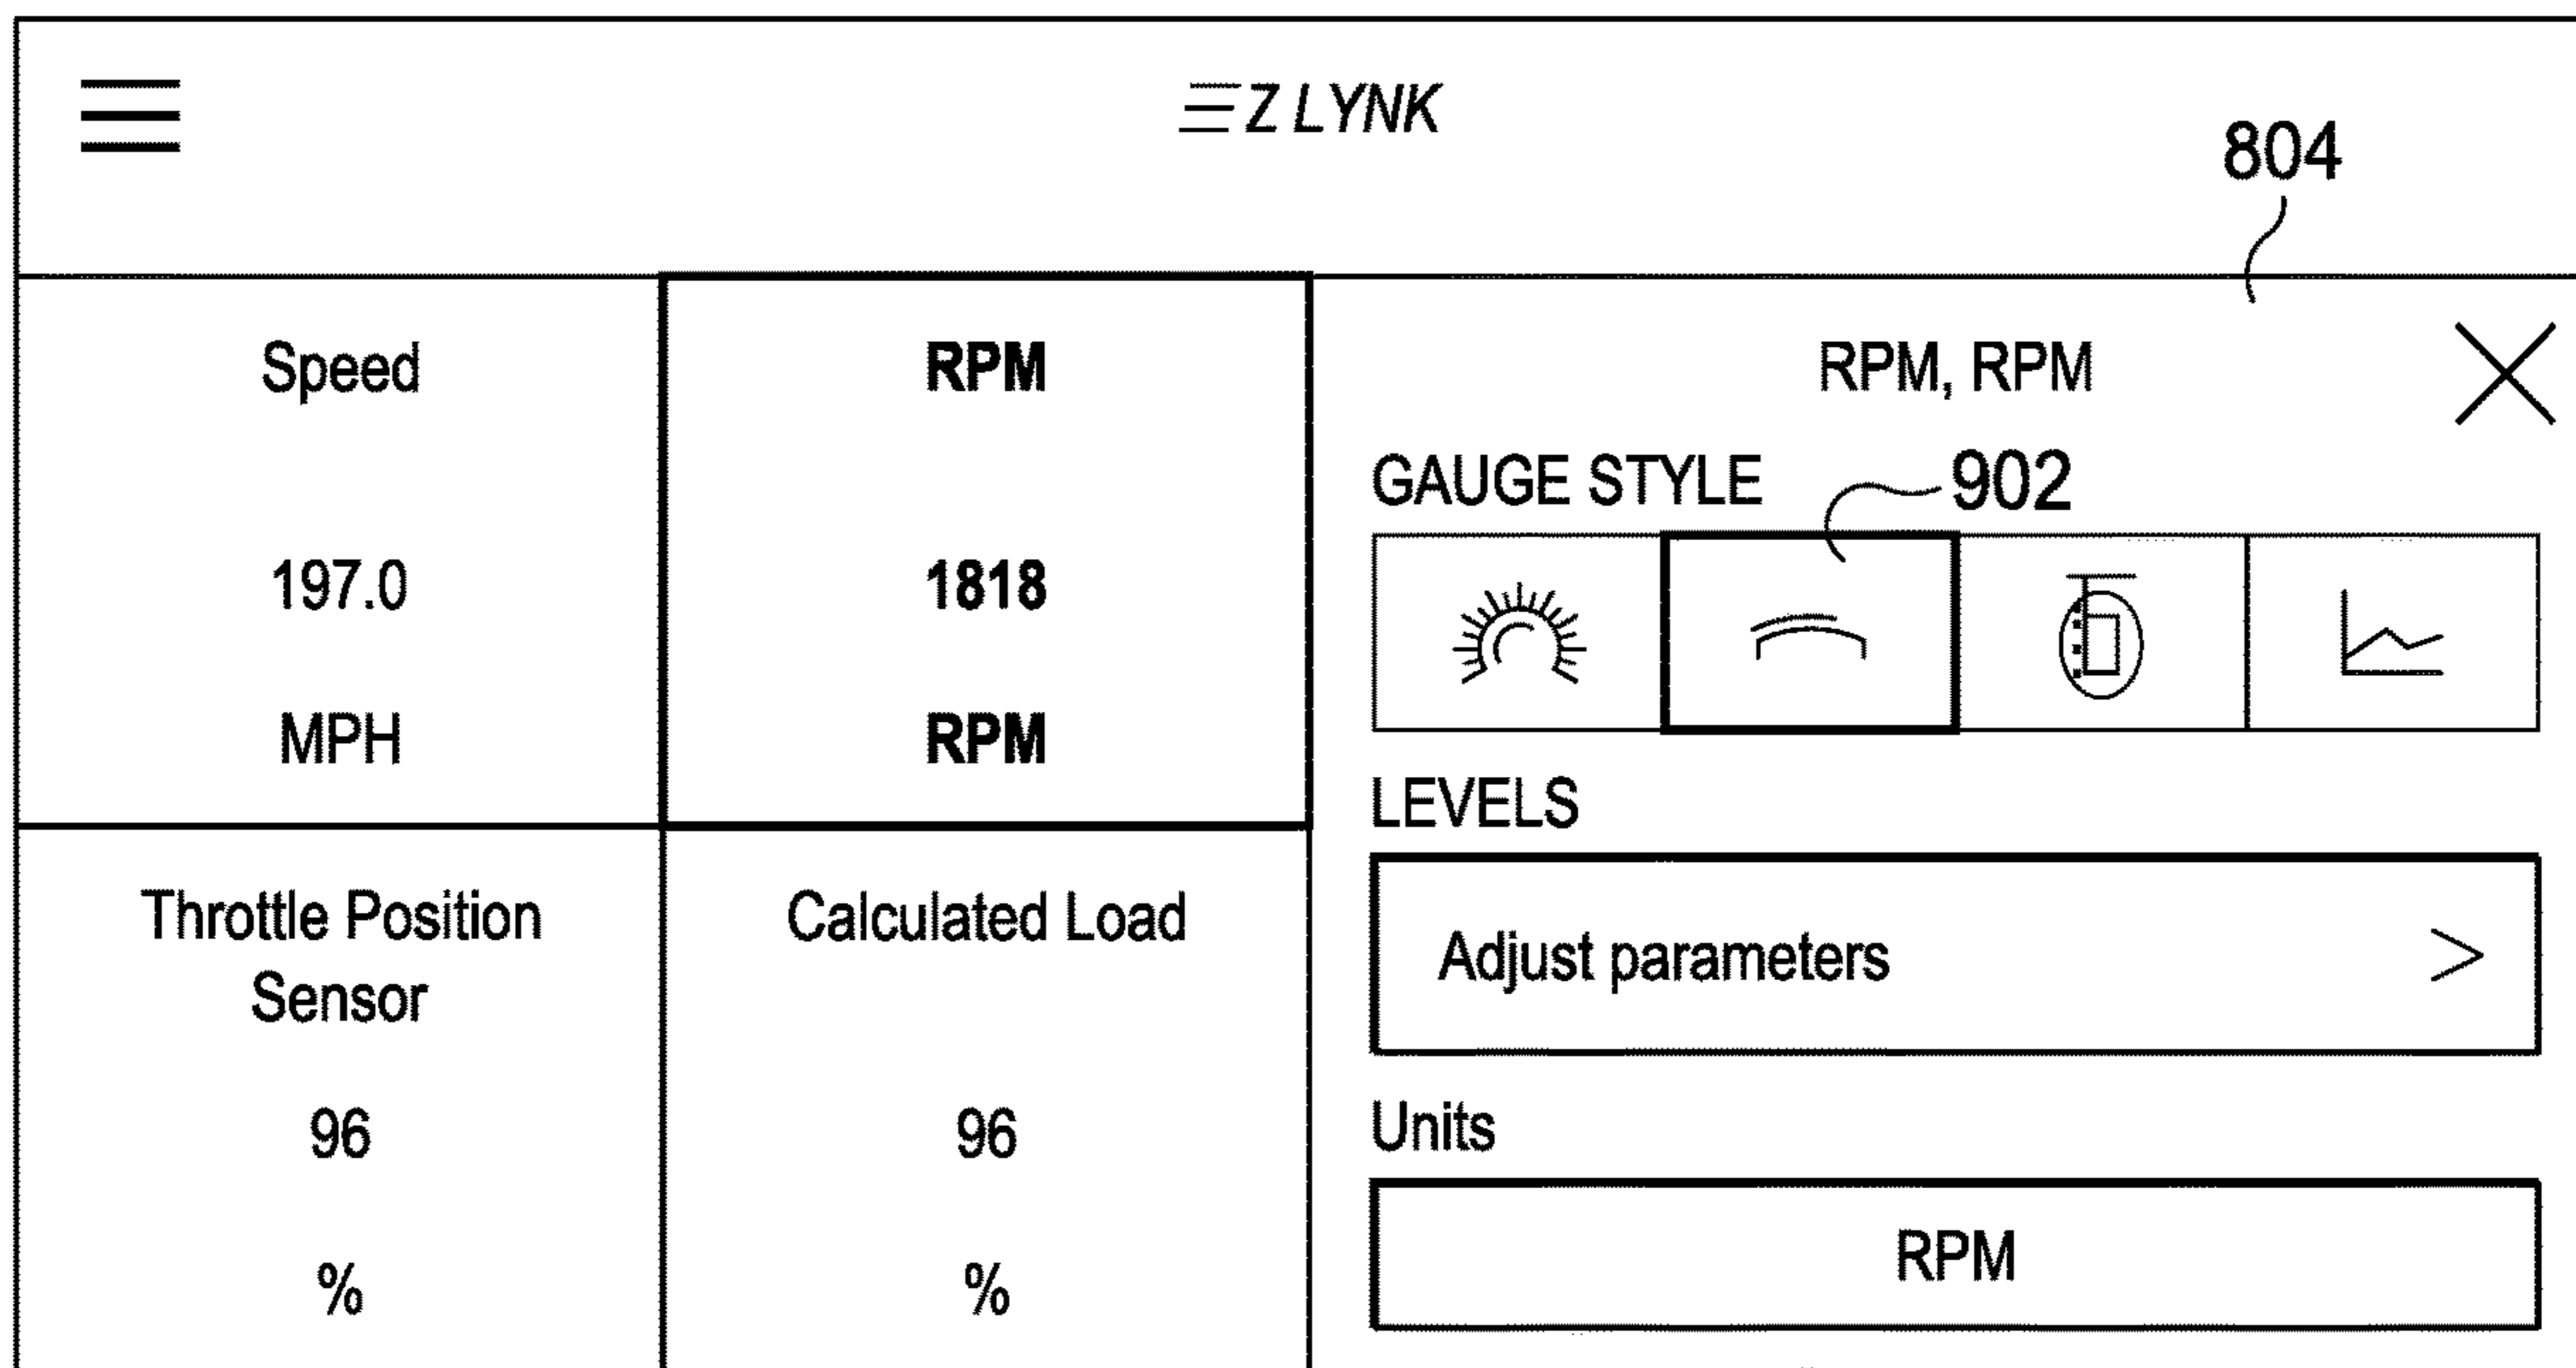 EZ LYNK
804
Speed
197.0
MPH
RPM
1818
RPM
RPM, RPM
GAUGE STYLE
902
LEVELS
Adjust parameters >
Units
RPM
Throttle Position
Sensor
96
%
Calculated Load
96
%